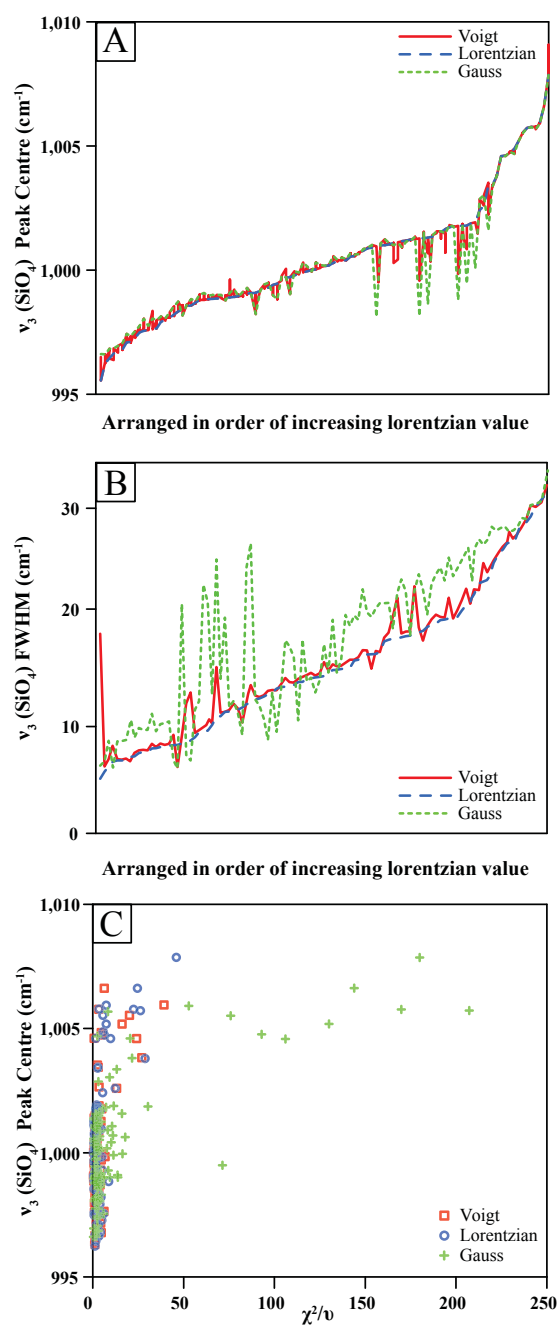 A
1,010
1,005
1,000
995
ν₃ (SiO₄) Peak Centre (cm⁻¹)
Voigt
Lorentzian
Gauss
Arranged in order of increasing lorentzian value
B
30
20
10
0
ν₃ (SiO₄) FWHM (cm⁻¹)
Voigt
Lorentzian
Gauss
Arranged in order of increasing lorentzian value
C
1,010
1,005
1,000
995
ν₃ (SiO₄) Peak Centre (cm⁻¹)
Voigt
Lorentzian
Gauss
0 50 100 150 200 250
χ²/υ